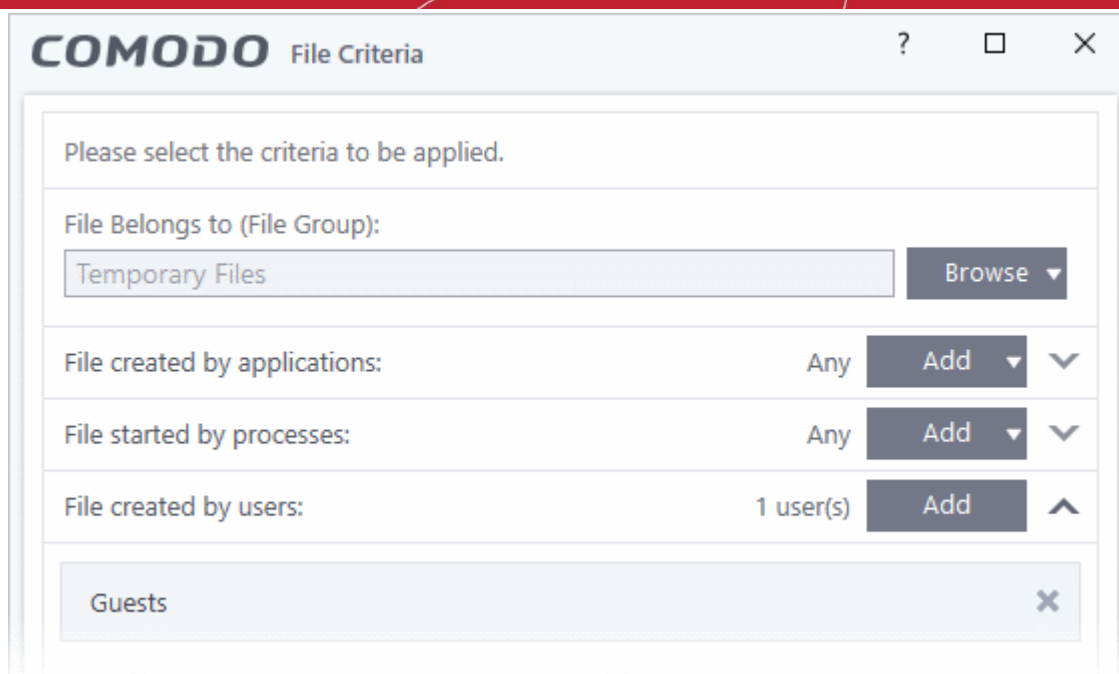 COMODO File Criteria ?
Please select the criteria to be applied.
File Belongs to (File Group):
Temporary Files Browse
File created by applications: Any Add
File started by processes: Any Add
File created by users: 1 user(s) Add
Guests